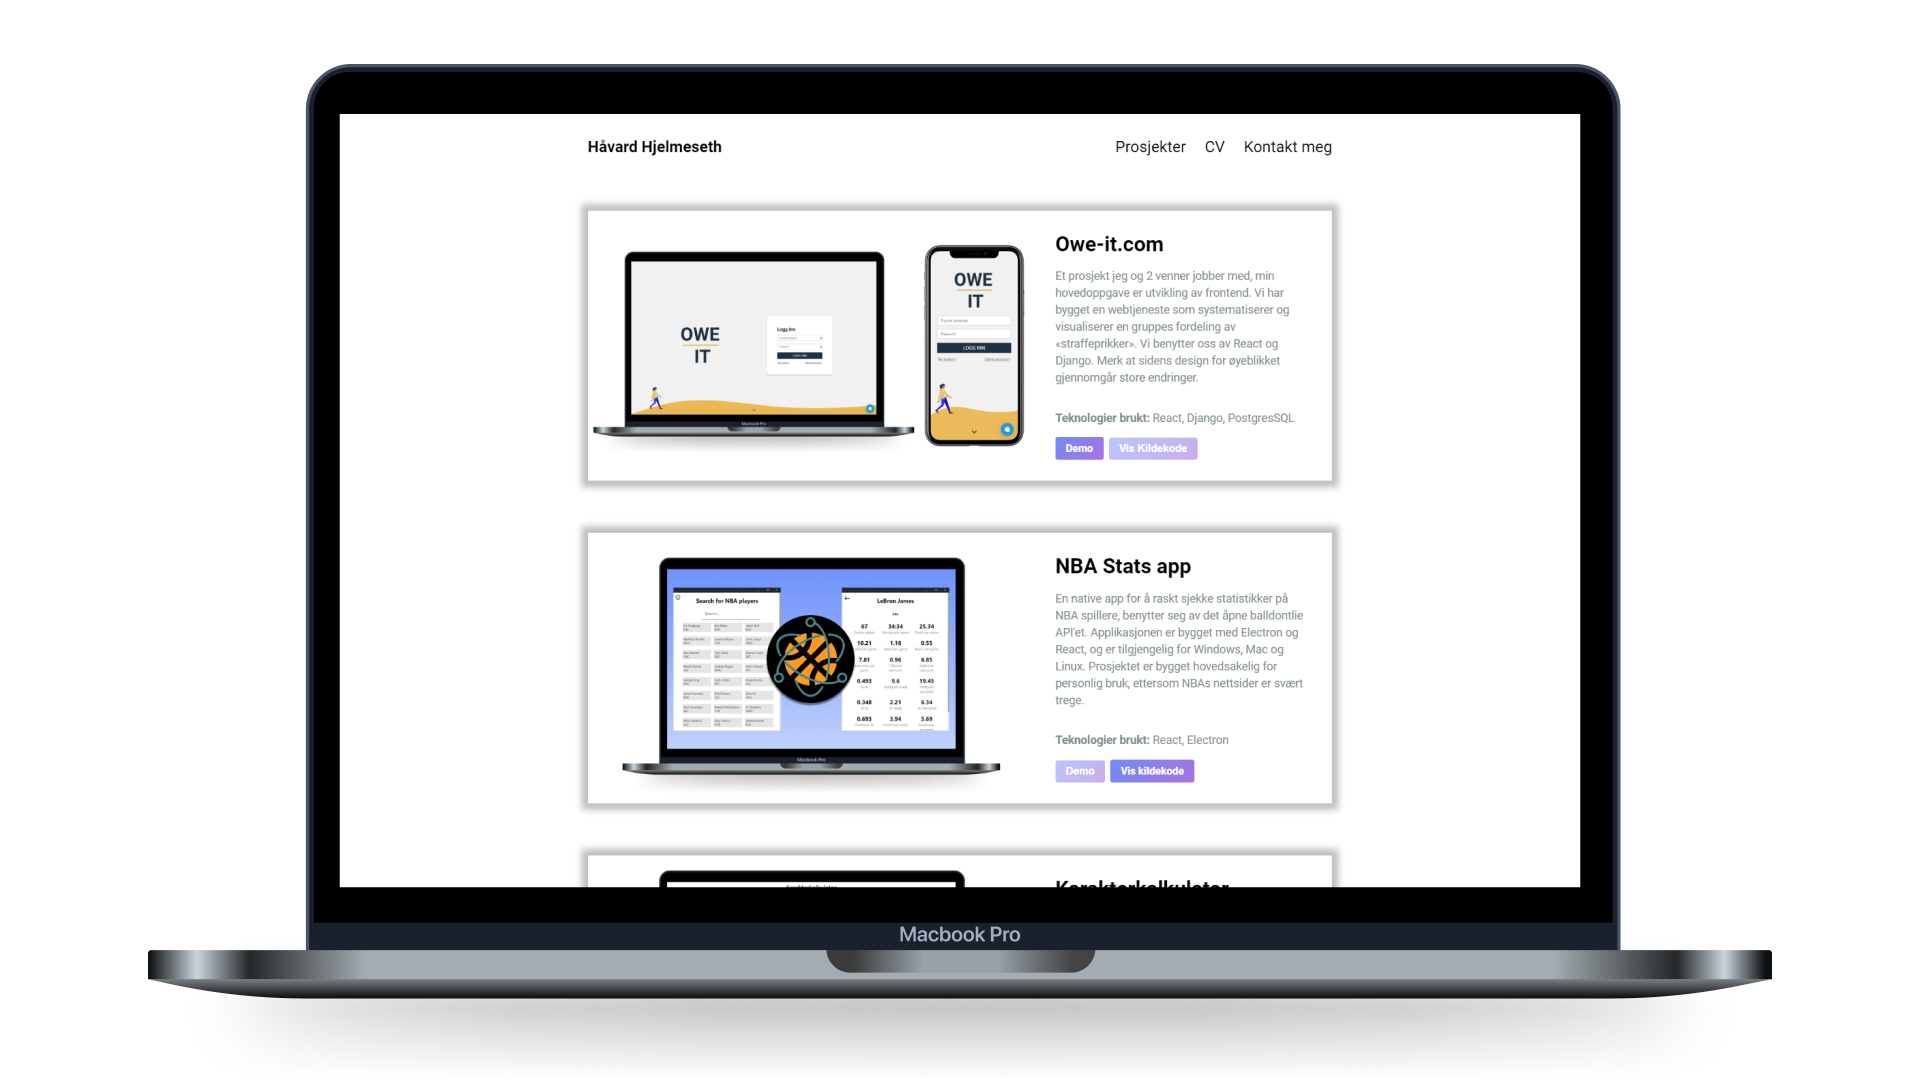 Håvard Hjelmeseth
Prosjekter CV Kontakt meg
Owe-it.com
Et prosjekt jeg og 2 venner jobber med, min
hovedoppgave er utvikling av frontend. Vi har
bygget en webtjeneste som systematiserer og
visualiserer en gruppes fordeling av
«straffeprikker». Vi benytter oss av React og
Django. Merk at sidens design for øyeblikket
gjennomgår store endringer.
Teknologier brukt: React, Django, PostgresSQL
Demo Vis Kildekode
OWE
IT
Logg Inn
LOGG INN
Macbook Pro
OWE
IT
Passord
LOGG INN
NBA Stats app
En native app for å raskt sjekke statistikker på
NBA spillere, benytter seg av det åpne balldontlie
API'et. Applikasjonen er bygget med Electron og
React, og er tilgjengelig for Windows, Mac og
Linux. Prosjektet er bygget hovedsakelig for
personlig bruk, ettersom NBAs nettsider er svært
trege.
Teknologier brukt: React, Electron
Demo Vis kildekode
Search for NBA players
LeBron James
LAL
67 34:34 25.34
10.21 1.16 0.55
7.81 0.96 6.85
0.493 9.6 19.45
0.348 2.21 6.34
0.693 3.94 5.69
Macbook Pro
Karakterkalkulator
Macbook Pro